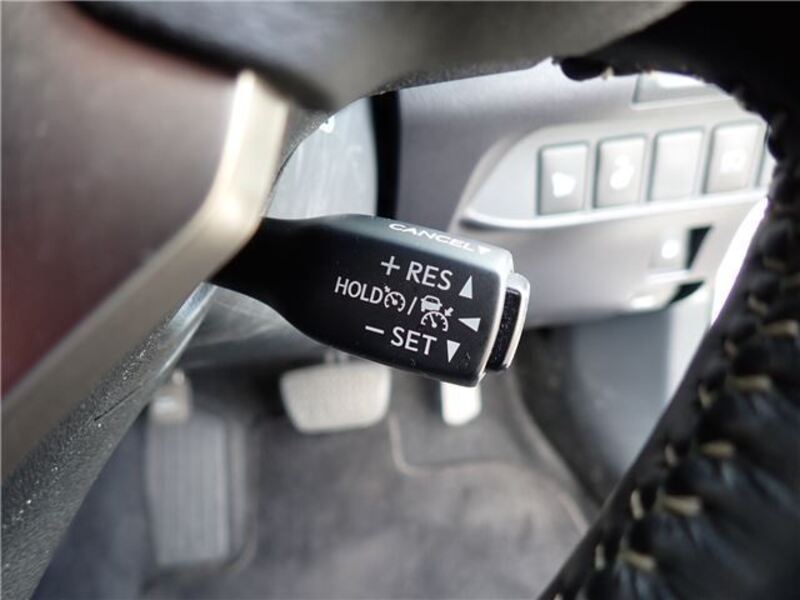 CANCEL▼
+ RES ▲
HOLD / ◀
− SET ▼